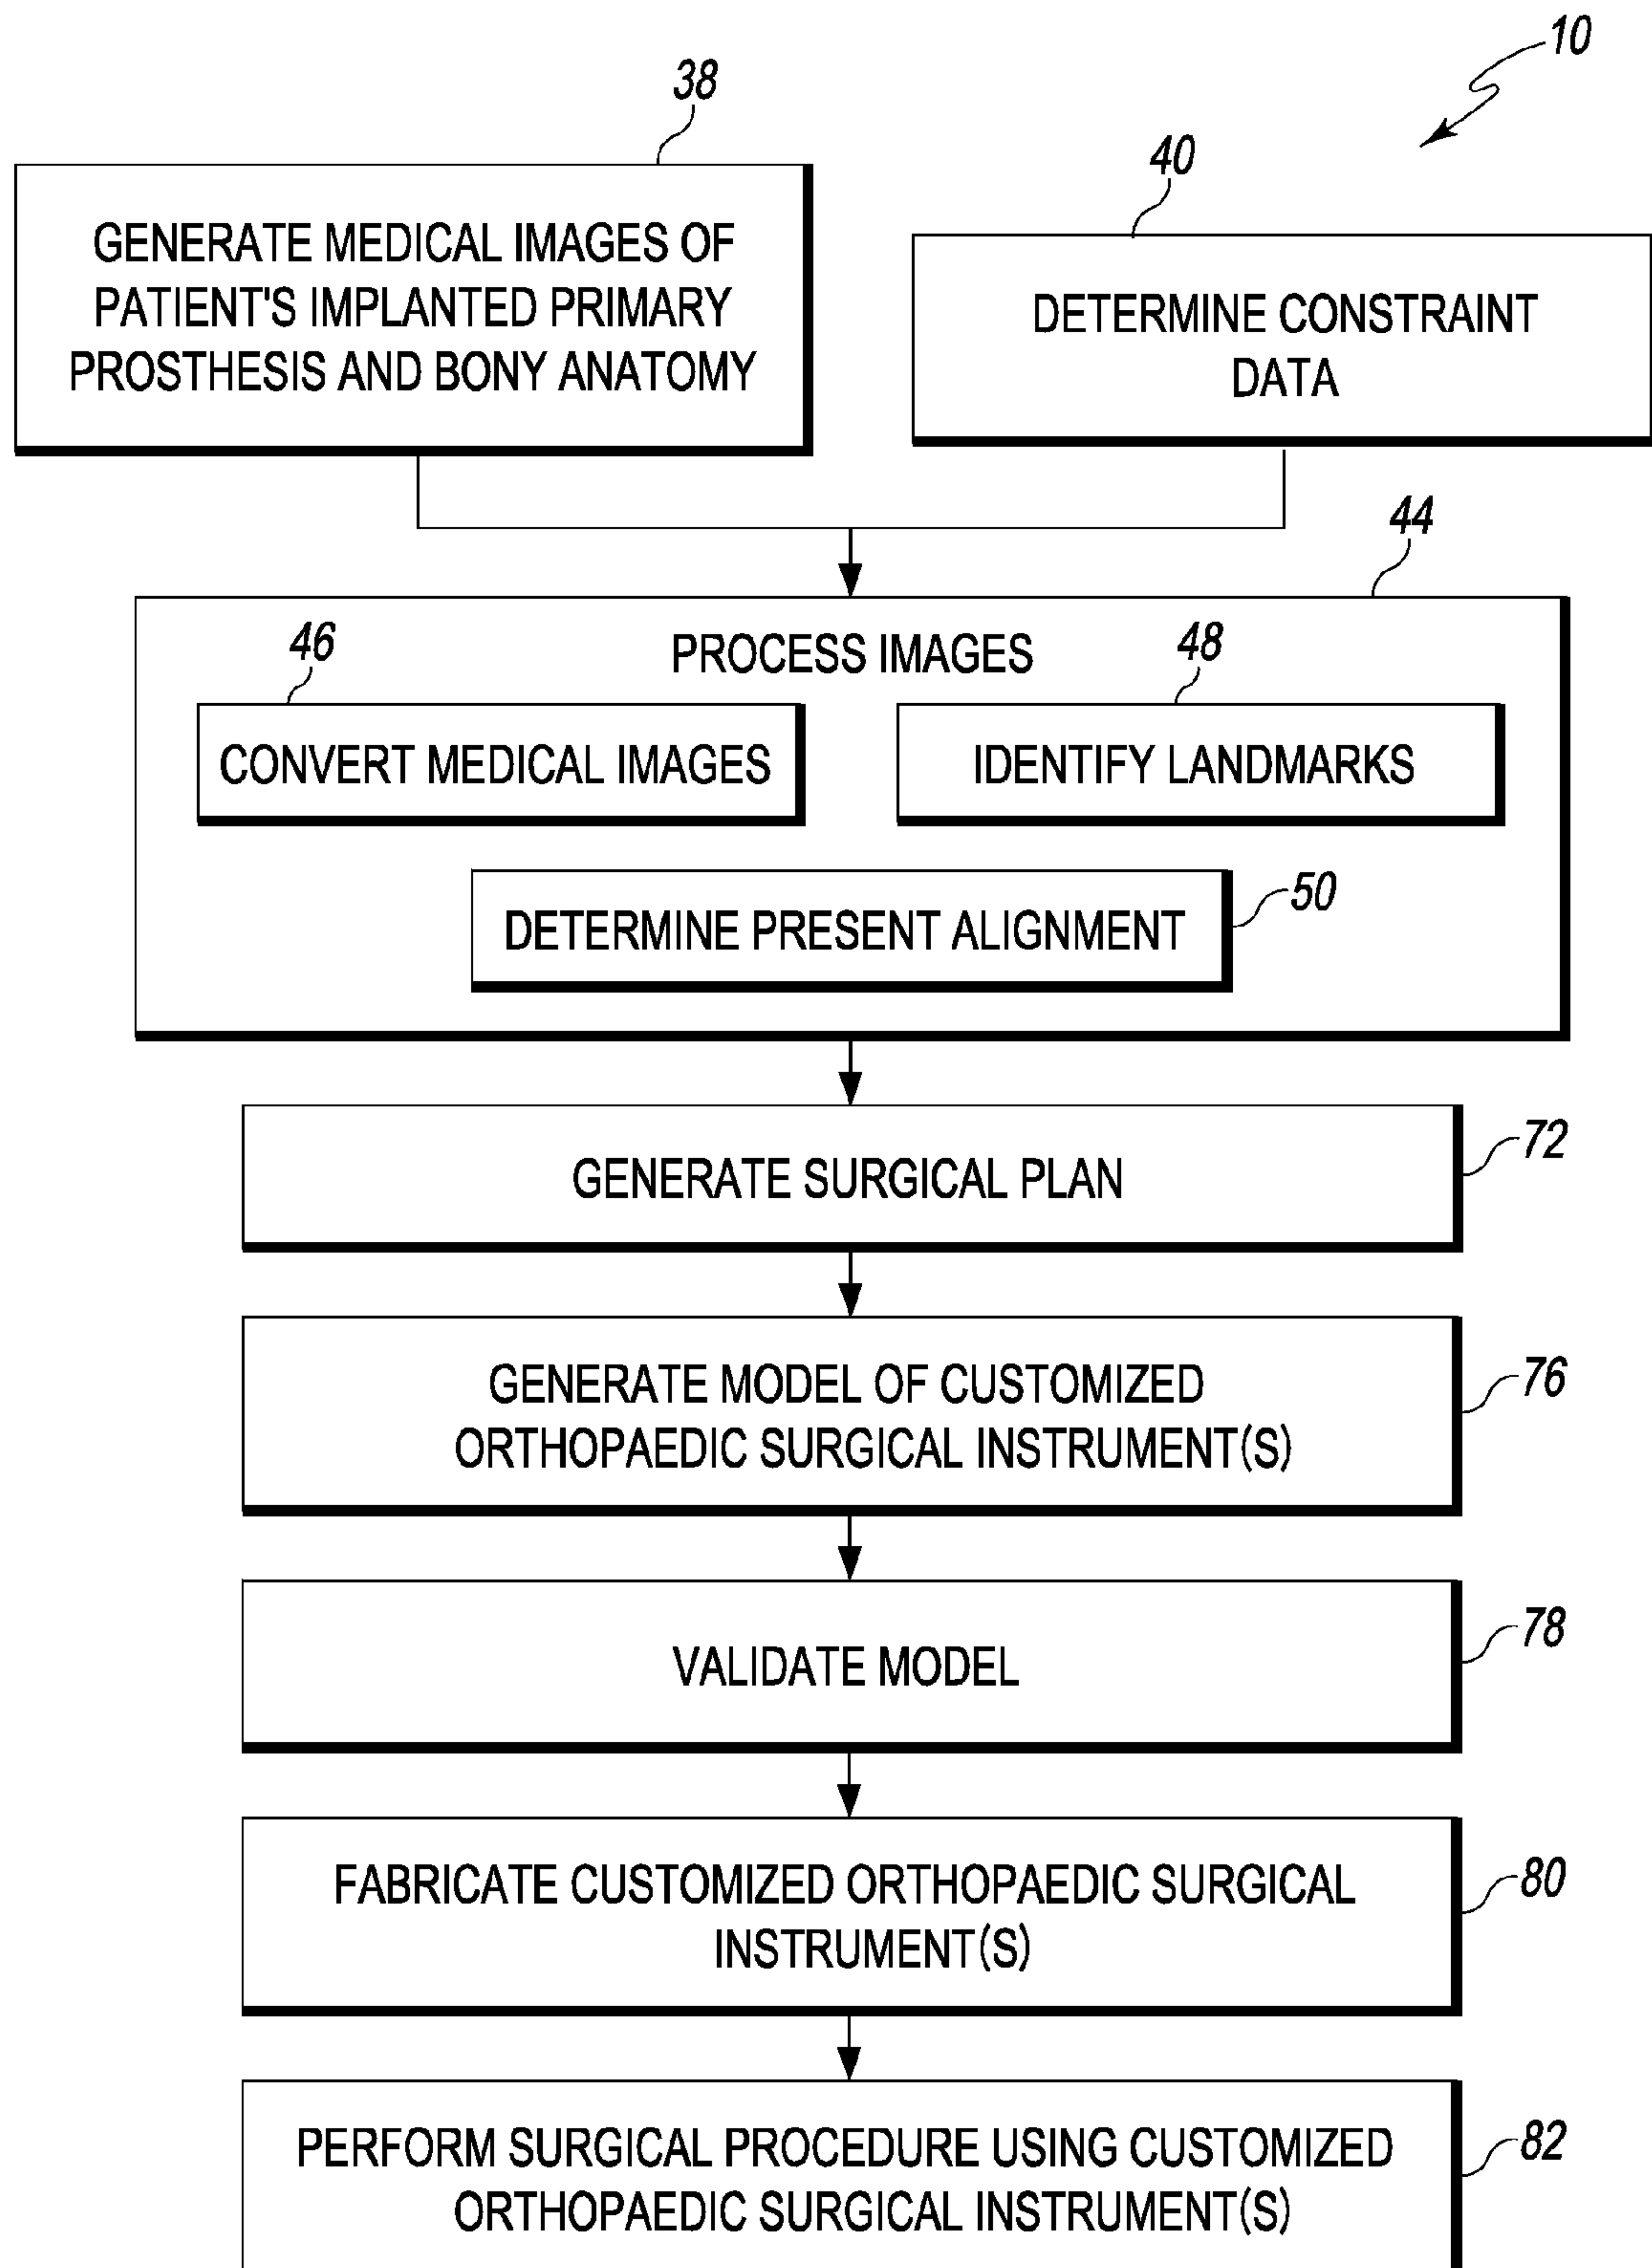 10
38
GENERATE MEDICAL IMAGES OF
PATIENT'S IMPLANTED PRIMARY
PROSTHESIS AND BONY ANATOMY
40
DETERMINE CONSTRAINT
DATA
44
PROCESS IMAGES
46
CONVERT MEDICAL IMAGES
48
IDENTIFY LANDMARKS
DETERMINE PRESENT ALIGNMENT
50
GENERATE SURGICAL PLAN
72
GENERATE MODEL OF CUSTOMIZED
ORTHOPAEDIC SURGICAL INSTRUMENT(S)
76
VALIDATE MODEL
78
FABRICATE CUSTOMIZED ORTHOPAEDIC SURGICAL
INSTRUMENT(S)
80
PERFORM SURGICAL PROCEDURE USING CUSTOMIZED
ORTHOPAEDIC SURGICAL INSTRUMENT(S)
82